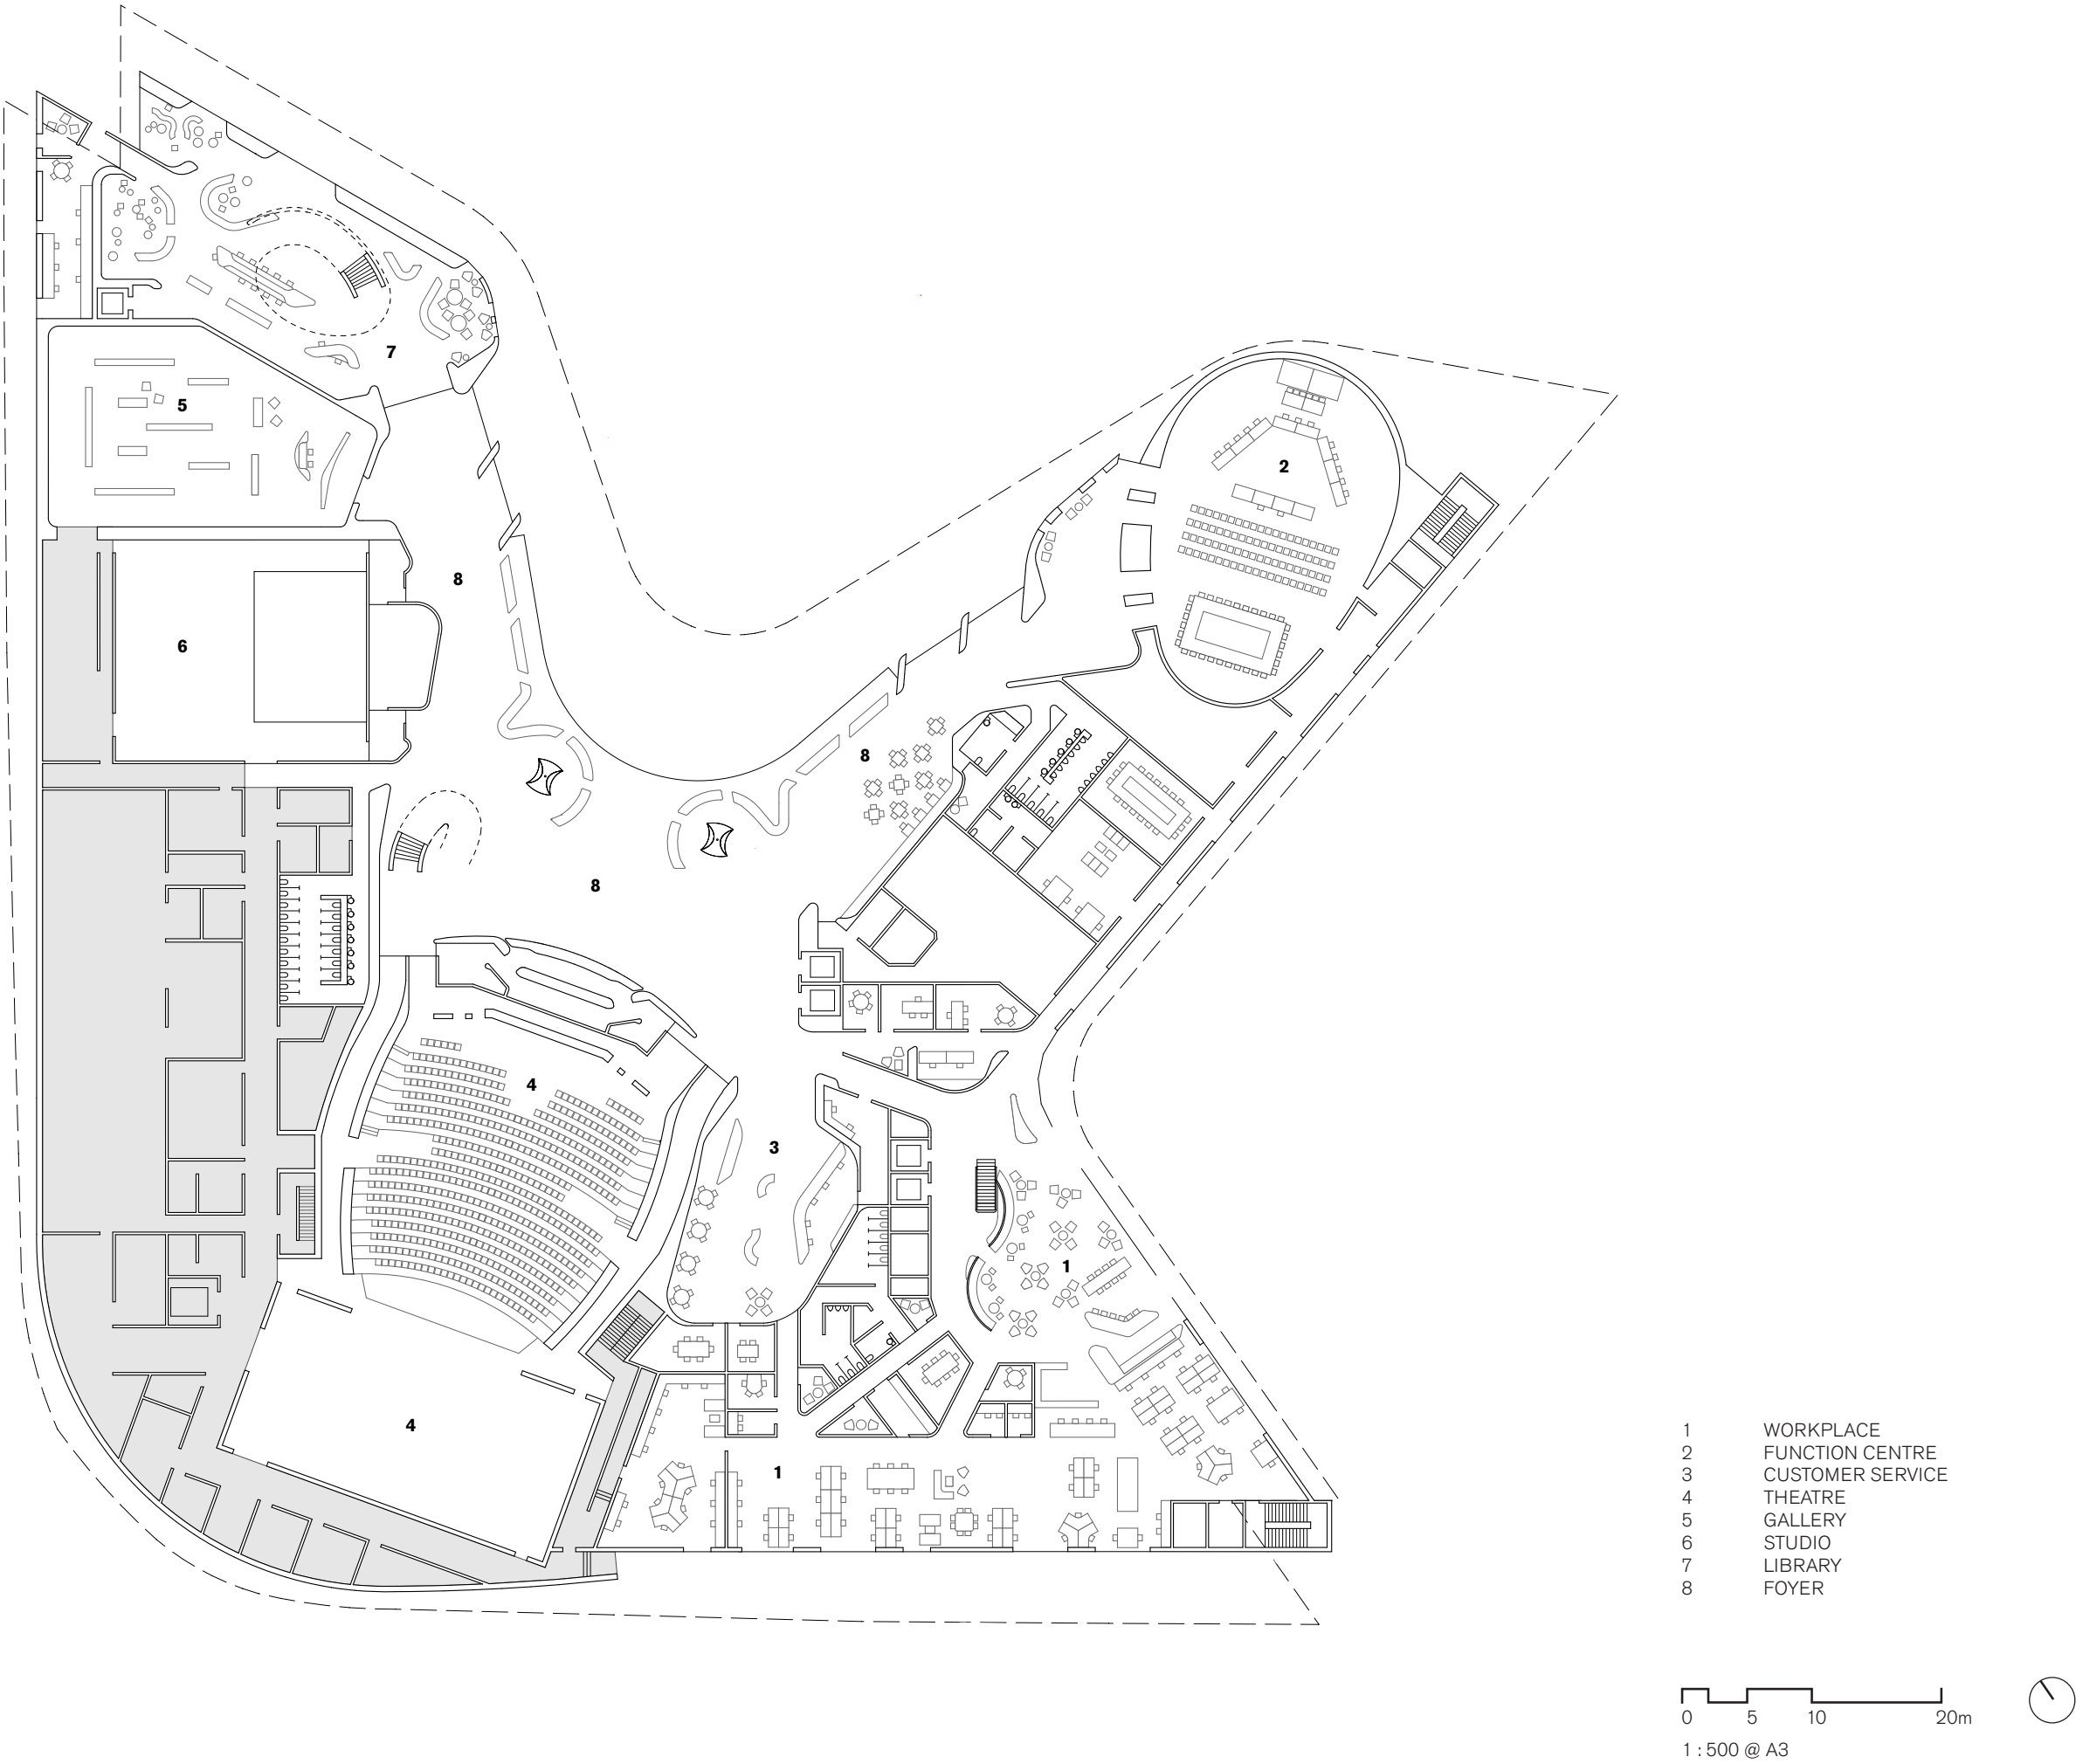 7
5
2
8
6
8
8
4
3
1
4
1
1 WORKPLACE
2 FUNCTION CENTRE
3 CUSTOMER SERVICE
4 THEATRE
5 GALLERY
6 STUDIO
7 LIBRARY
8 FOYER
0 5 10 20m
1 : 500 @ A3